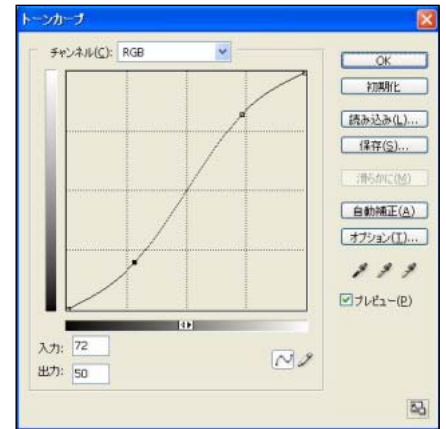 トーンカーブ
チャンネル(C): RGB
OK
初期化
読み込み(L)...
保存(S)...
滑らかに(M)
自動補正(A)
オプション(T)...
プレビュー(P)
入力: 72
出力: 50